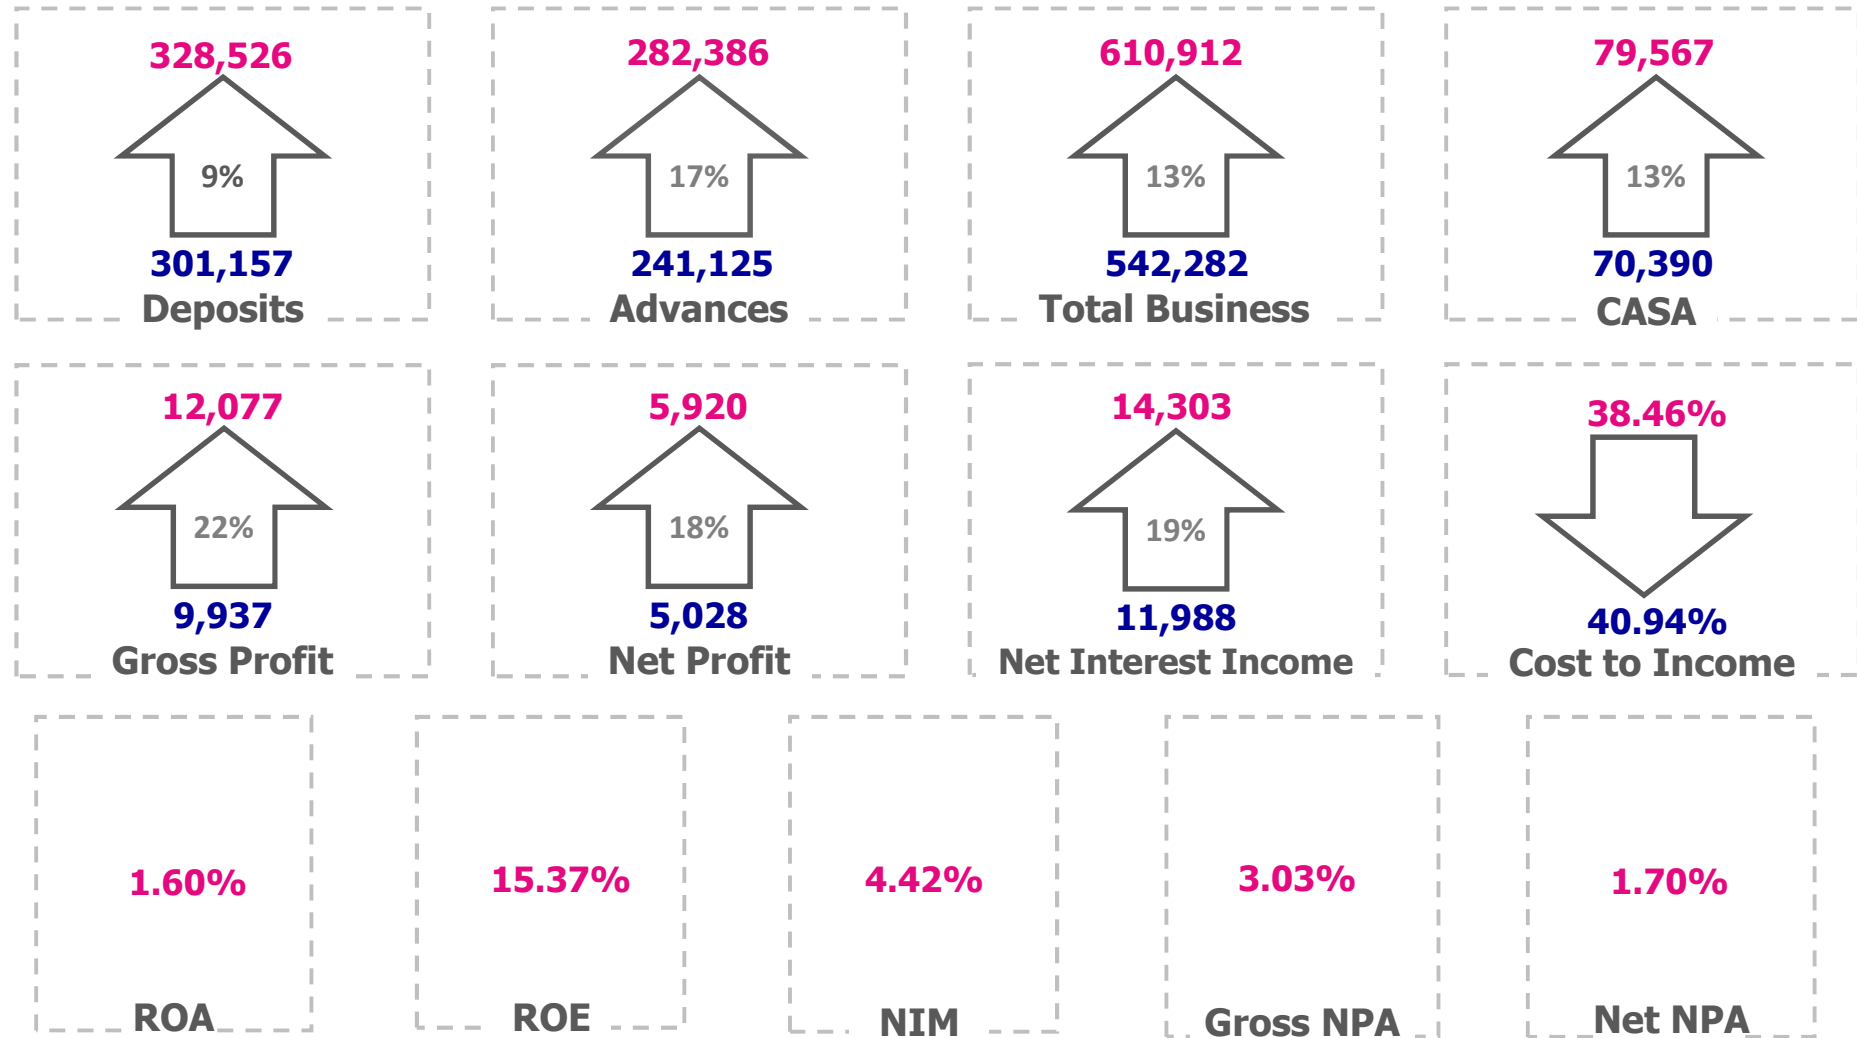 328,526
9%
301,157
Deposits
282,386
17%
241,125
Advances
610,912
13%
542,282
Total Business
79,567
13%
70,390
CASA
12,077
22%
9,937
Gross Profit
5,920
18%
5,028
Net Profit
14,303
19%
11,988
Net Interest Income
38.46%
40.94%
Cost to Income
1.60%
ROA
15.37%
ROE
4.42%
NIM
3.03%
Gross NPA
1.70%
Net NPA